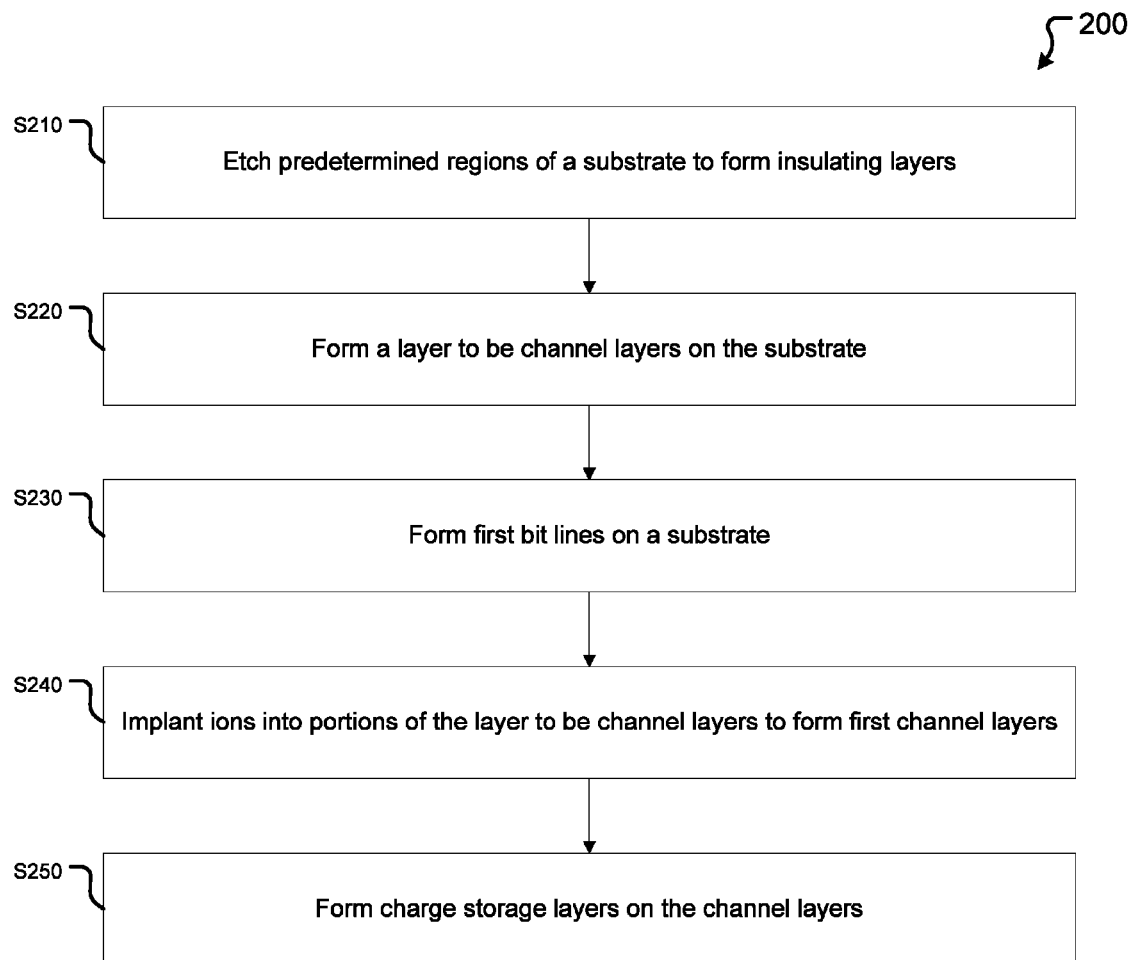 200
S210
Etch predetermined regions of a substrate to form insulating layers
S220
Form a layer to be channel layers on the substrate
S230
Form first bit lines on a substrate
S240
Implant ions into portions of the layer to be channel layers to form first channel layers
S250
Form charge storage layers on the channel layers